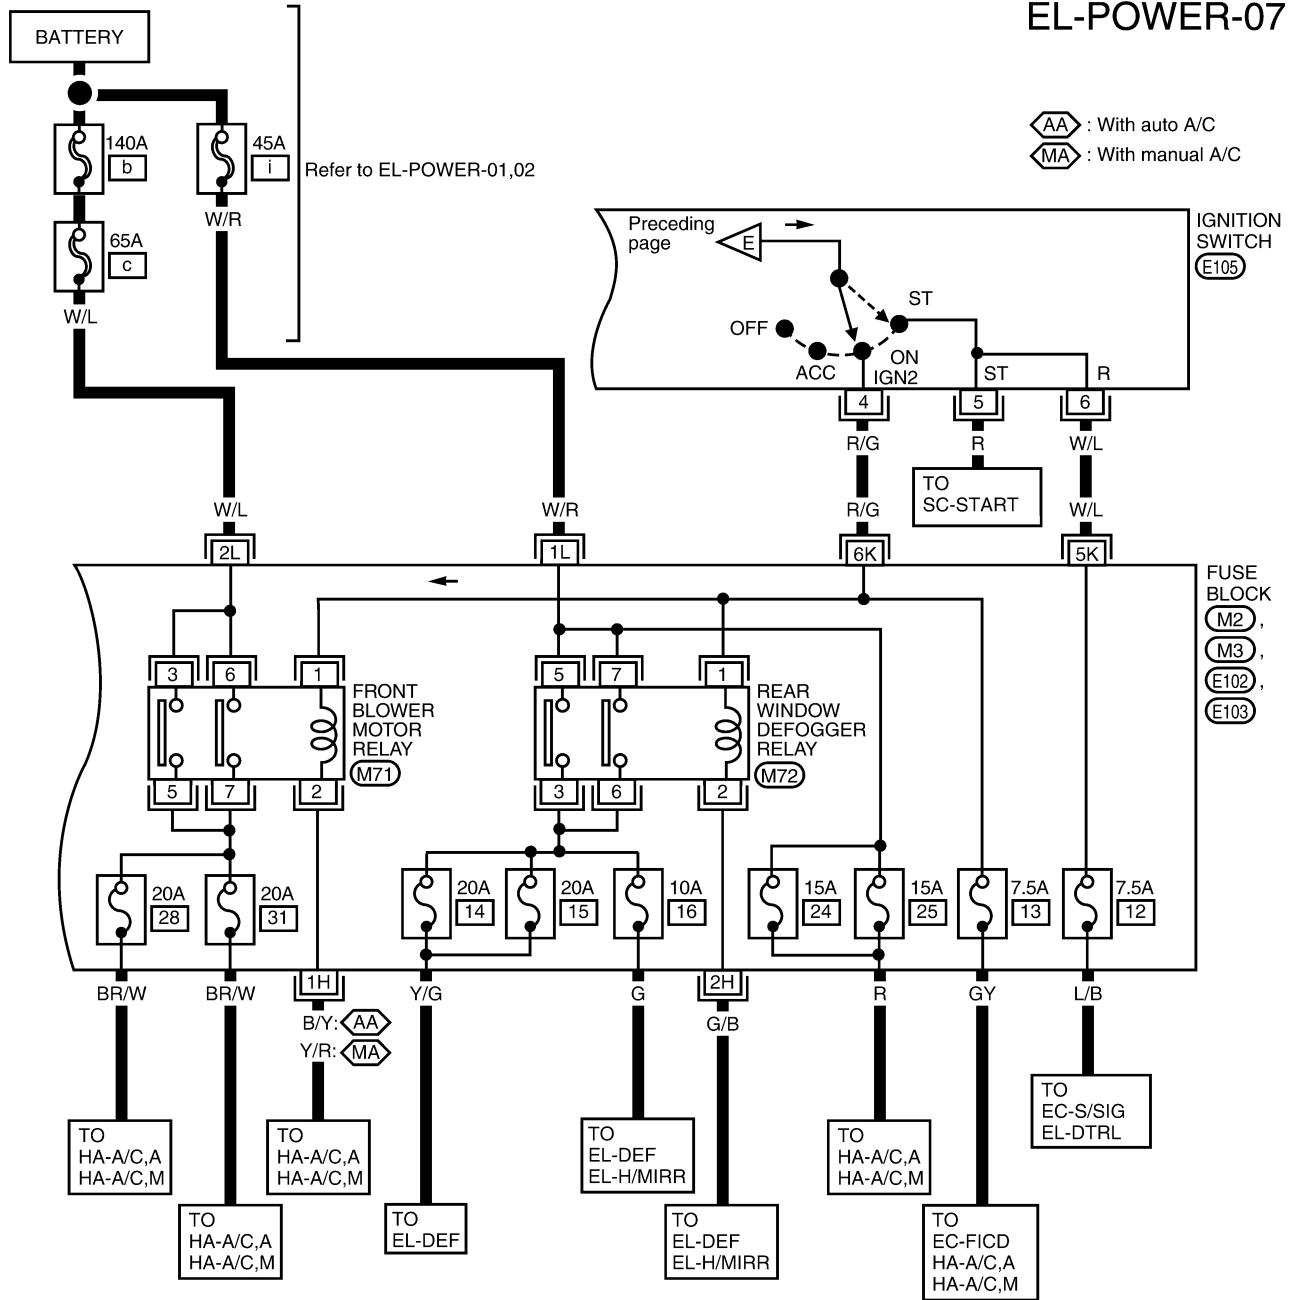 EL-POWER-07
BATTERY
140A
b
45A
i
AA : With auto A/C
MA : With manual A/C
Refer to EL-POWER-01,02
W/R
65A
c
W/L
Preceding
page
E
IGNITION
SWITCH
E105
ST
OFF
ACC
ON
IGN2
ST
R
4
5
6
R/G
R
W/L
TO
SC-START
W/L
W/R
R/G
W/L
2L
1L
6K
5K
FUSE
BLOCK
M2 ,
M3 ,
E102 ,
E103
3
6
1
FRONT
BLOWER
MOTOR
RELAY
M71
5
7
2
5
7
1
REAR
WINDOW
DEFOGGER
RELAY
M72
3
6
2
20A
28
20A
31
20A
14
20A
15
10A
16
15A
24
15A
25
7.5A
13
7.5A
12
BR/W
BR/W
1H
Y/G
G
2H
R
GY
L/B
B/Y: AA
Y/R: MA
G/B
TO
EC-S/SIG
EL-DTRL
TO
HA-A/C,A
HA-A/C,M
TO
HA-A/C,A
HA-A/C,M
TO
EL-DEF
EL-H/MIRR
TO
HA-A/C,A
HA-A/C,M
TO
HA-A/C,A
HA-A/C,M
TO
EL-DEF
TO
EL-DEF
EL-H/MIRR
TO
EC-FICD
HA-A/C,A
HA-A/C,M